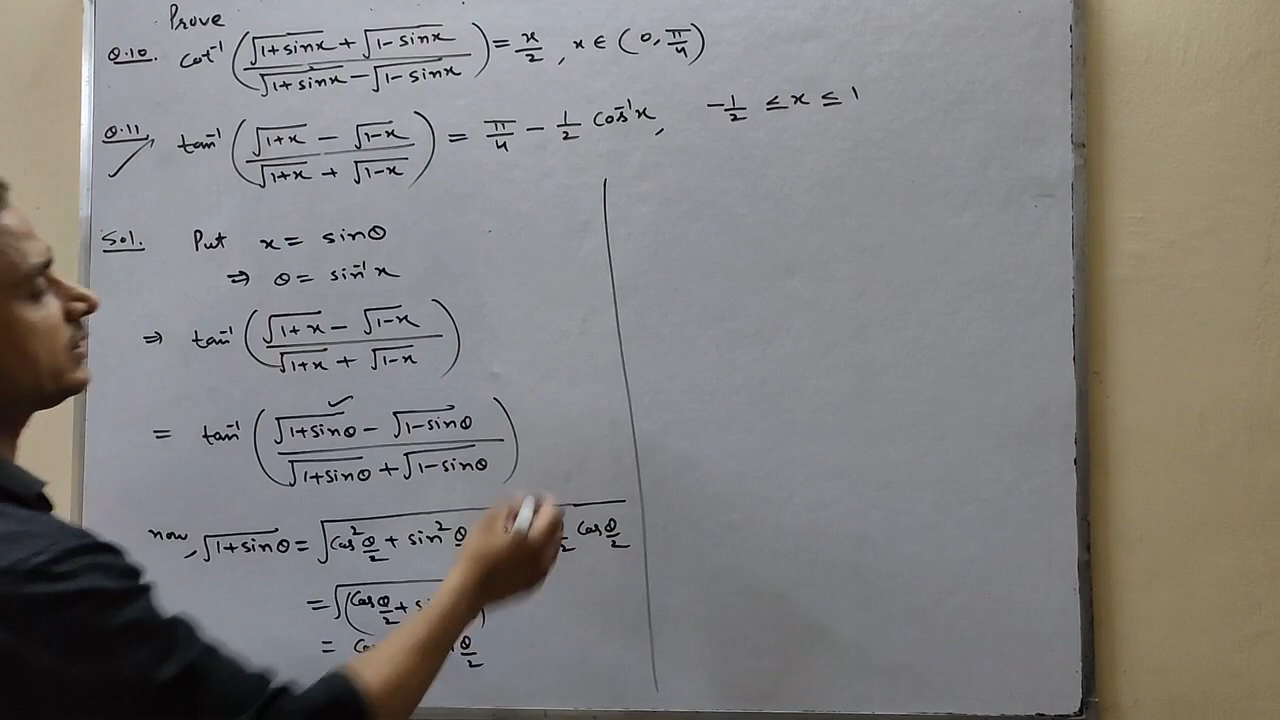 Prove
Q.10. cot⁻¹ (√(1+sinx) + √(1-sinx) / √(1+sinx) - √(1-sinx)) = x/2, x ∈ (0, π/4)
Q.11, tan⁻¹ (√(1+x) - √(1-x) / √(1+x) + √(1-x)) = π/4 - 1/2 cos⁻¹x, -1/2 ≤ x ≤ 1
Sol. Put x = sinθ
⇒ θ = sin⁻¹x
⇒ tan⁻¹ (√(1+x) - √(1-x) / √(1+x) + √(1-x))
= tan⁻¹ (√(1+sinθ) - √(1-sinθ) / √(1+sinθ) + √(1-sinθ))
now, √(1+sinθ) = √(cos²θ/2 + sin²θ cosθ/2
= √(cosθ/2 +
= θ/2